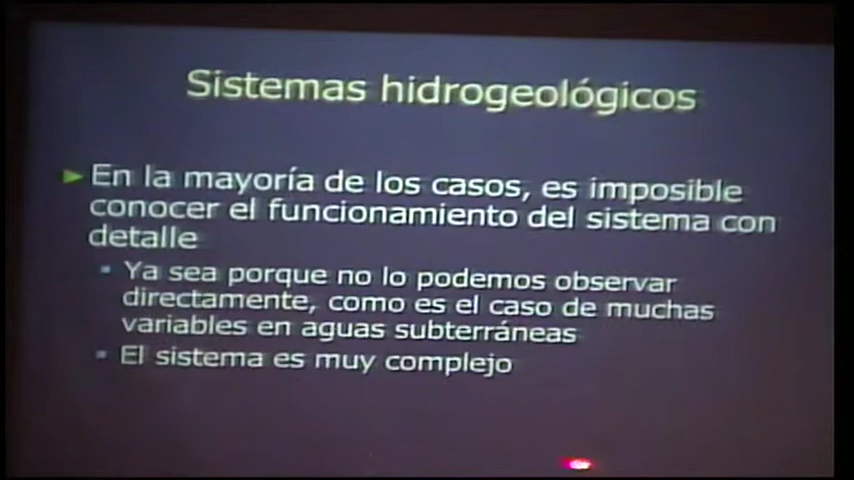 Sistemas hidrogeológicos
En la mayoría de los casos, es imposible
conocer el funcionamiento del sistema con
detalle
Ya sea porque no lo podemos observar
directamente, como es el caso de muchas
variables en aguas subterráneas
El sistema es muy complejo